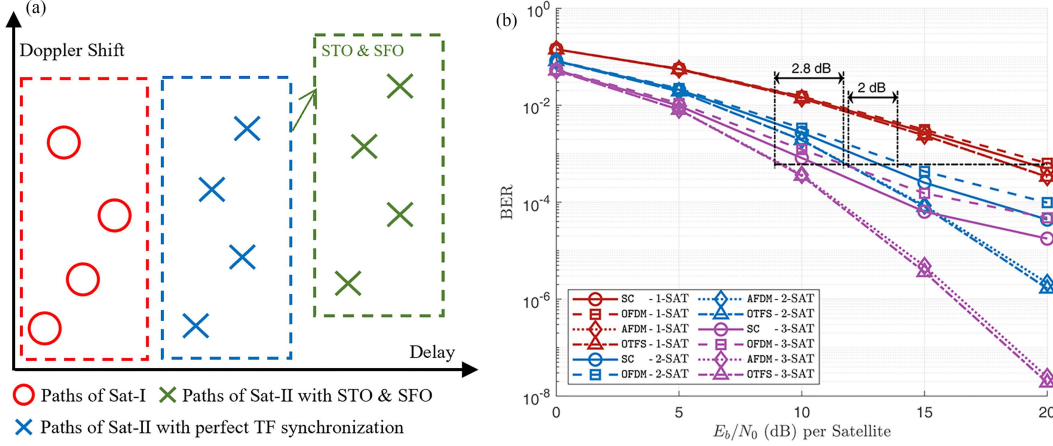 (a)
Doppler Shift
STO & SFO
Delay
Paths of Sat-I
Paths of Sat-II with STO & SFO
Paths of Sat-II with perfect TF synchronization
(b)
10^0
10^-2
10^-4
10^-6
10^-8
BER
2.8 dB
2 dB
SC - 1-SAT
OFDM - 1-SAT
AFDM - 1-SAT
OTFS - 1-SAT
SC - 2-SAT
OFDM - 2-SAT
AFDM - 2-SAT
OTFS - 2-SAT
SC - 3-SAT
OFDM - 3-SAT
AFDM - 3-SAT
OTFS - 3-SAT
0 5 10 15 20
E_b/N_0 (dB) per Satellite